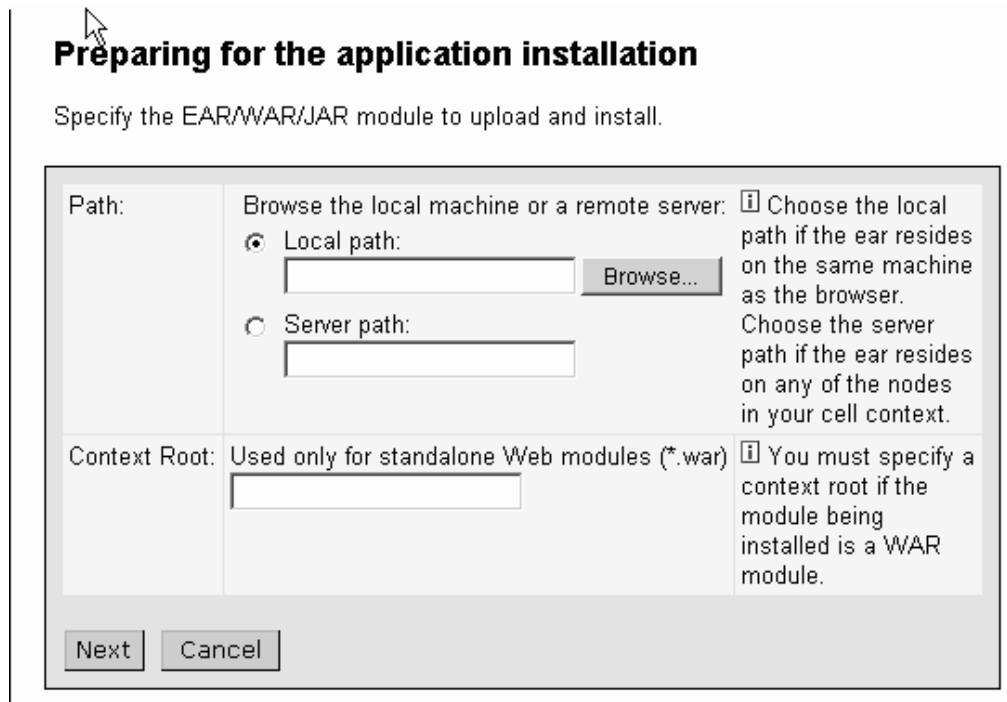 Preparing for the application installation
Specify the EAR/WAR/JAR module to upload and install.
Path:
Browse the local machine or a remote server:
Local path:
Browse...
Server path:
Choose the local
path if the ear resides
on the same machine
as the browser.
Choose the server
path if the ear resides
on any of the nodes
in your cell context.
Context Root:
Used only for standalone Web modules (*.war)
You must specify a
context root if the
module being
installed is a WAR
module.
Next
Cancel